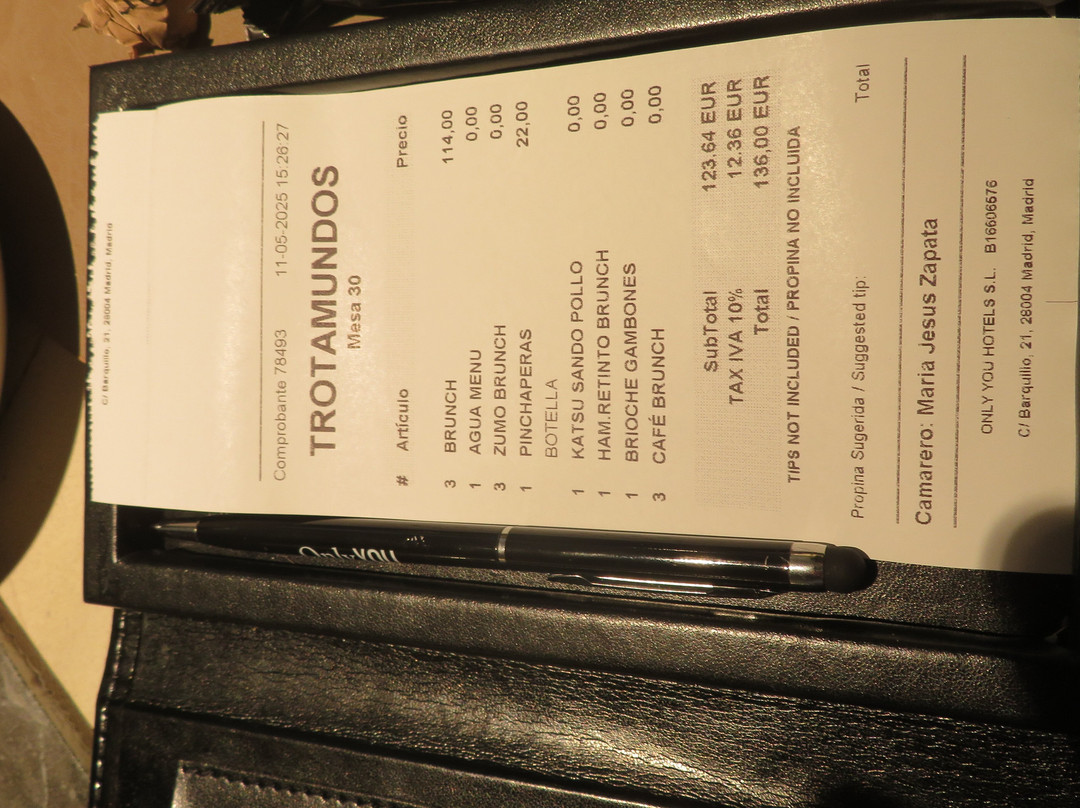 C/ Barquillo, 21, 28004 Madrid, Madrid
Comprobante 78493 11-05-2025 15:26:27
TROTAMUNDOS
Mesa 30
# Artículo Precio
3 BRUNCH 114,00
1 AGUA MENU 0,00
3 ZUMO BRUNCH 0,00
1 PINCHAPERAS 22,00
BOTELLA
1 KATSU SANDO POLLO 0,00
1 HAM.RETINTO BRUNCH 0,00
1 BRIOCHE GAMBONES 0,00
3 CAFÉ BRUNCH 0,00
SubTotal 123.64 EUR
TAX IVA 10% 12.36 EUR
Total 136,00 EUR
TIPS NOT INCLUDED / PROPINA NO INCLUIDA
Propina Sugerida / Suggested tip: Total
Camarero: Maria Jesus Zapata
ONLY YOU HOTELS S.L. B16606576
C/ Barquillo, 21, 28004 Madrid, Madrid
OnlyYOU